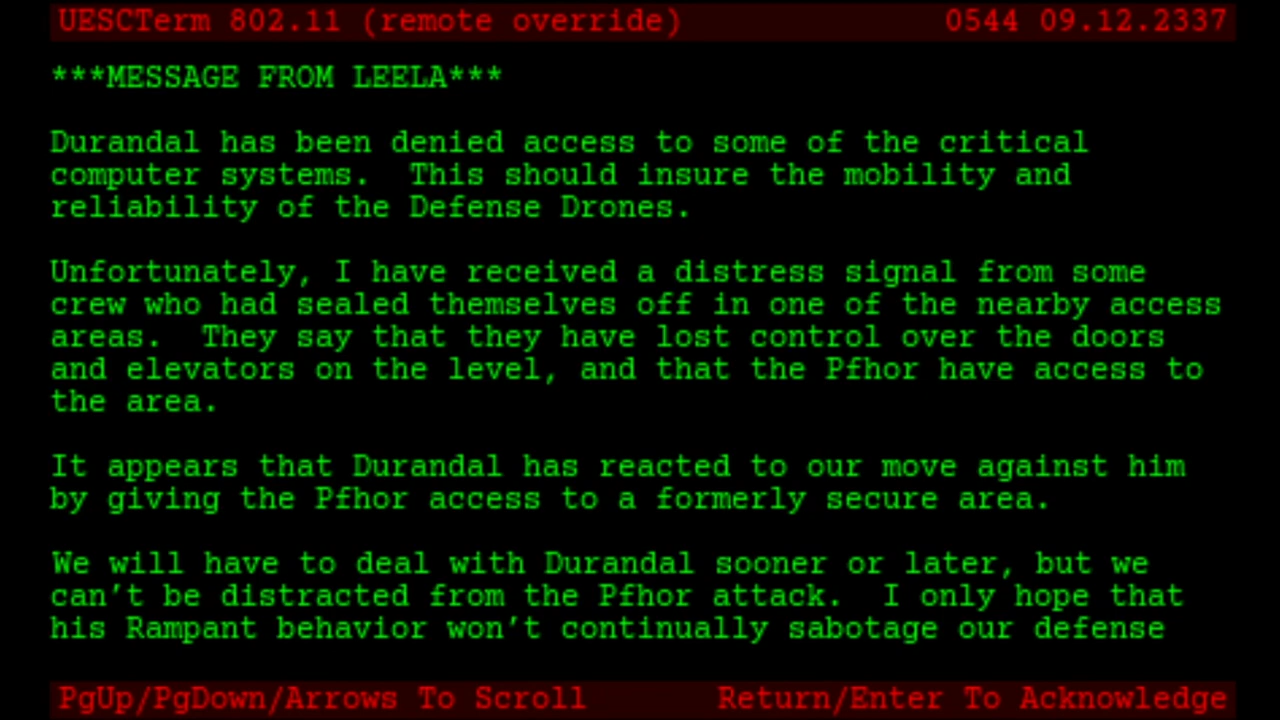 UESCTerm 802.11 (remote override) 0544 09.12.2337
***MESSAGE FROM LEELA***
Durandal has been denied access to some of the critical
computer systems.  This should insure the mobility and
reliability of the Defense Drones.
Unfortunately, I have received a distress signal from some
crew who had sealed themselves off in one of the nearby access
areas.  They say that they have lost control over the doors
and elevators on the level, and that the Pfhor have access to
the area.
It appears that Durandal has reacted to our move against him
by giving the Pfhor access to a formerly secure area.
We will have to deal with Durandal sooner or later, but we
can't be distracted from the Pfhor attack.  I only hope that
his Rampant behavior won't continually sabotage our defense
PgUp/PgDown/Arrows To Scroll Return/Enter To Acknowledge